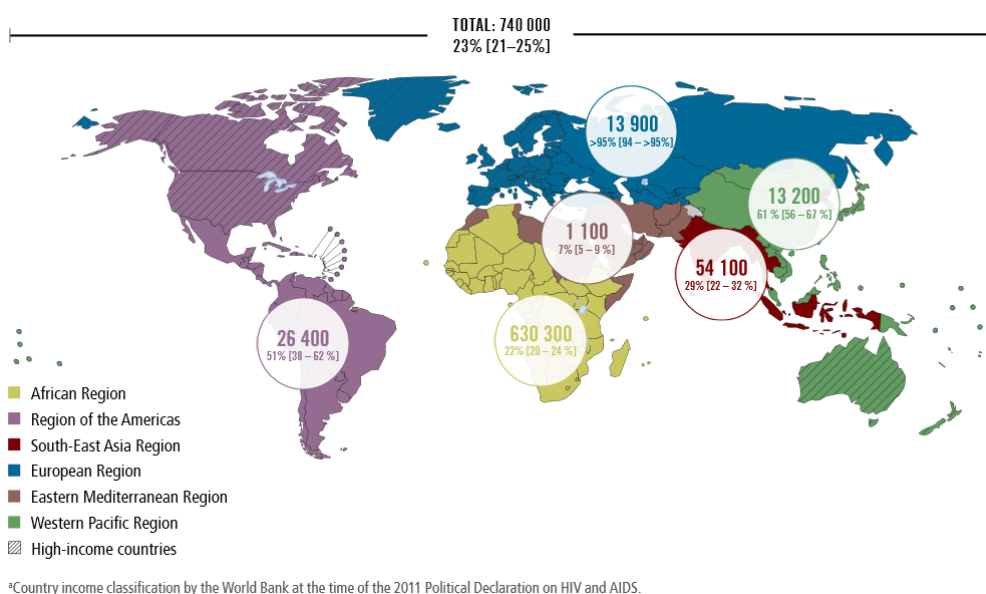 TOTAL: 740 000
23% [21–25%]
13 900
>95% [94 – >95%]
13 200
61 % [56 – 67 %]
1 100
7% [5 – 9 %]
54 100
29% [22 – 32 %]
26 400
51% [38 – 62 %]
630 300
22% [20 – 24 %]
African Region
Region of the Americas
South-East Asia Region
European Region
Eastern Mediterranean Region
Western Pacific Region
High-income countries
ᵃCountry income classification by the World Bank at the time of the 2011 Political Declaration on HIV and AIDS.